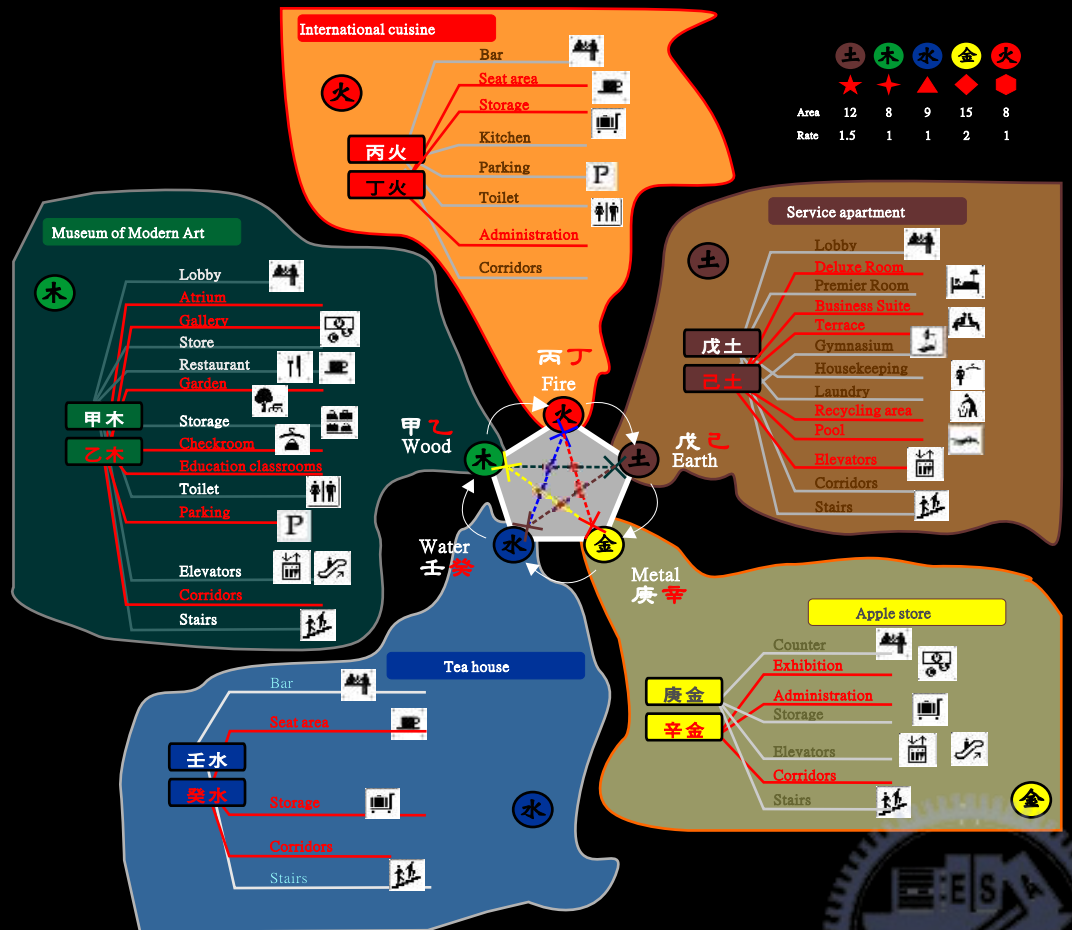 International cuisine
火
Bar
Seat area
Storage
Kitchen
Parking
P
Toilet
Administration
Corridors
丙火
丁火
土 木 水 金 火
Area 12 8 9 15 8
Rate 1.5 1 1 2 1
Museum of Modern Art
木
Lobby
Atrium
Gallery
Store
Restaurant
Garden
Storage
Checkroom
Education classrooms
Toilet
Parking
P
Elevators
Corridors
Stairs
甲木
乙木
Service apartment
土
Lobby
Deluxe Room
Premier Room
Business Suite
Terrace
Gymnasium
Housekeeping
Laundry
Recycling area
Pool
Elevators
Corridors
Stairs
戊土
己土
丙丁
Fire
火
甲乙
Wood
木
戊己
Earth
土
Water
壬癸
水
金
Metal
庚辛
Tea house
Bar
Seat area
Storage
Corridors
Stairs
壬水
癸水
水
Apple store
Counter
Exhibition
Administration
Storage
Elevators
Corridors
Stairs
庚金
辛金
金
ES